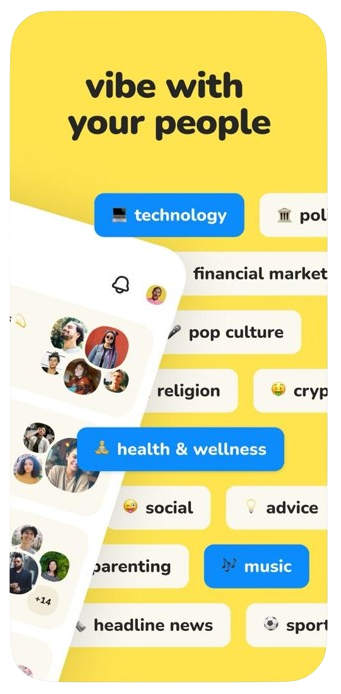 vibe with
your people
technology
poli
financial market
pop culture
religion
cryp
health & wellness
social
advice
parenting
music
+14
headline news
sport